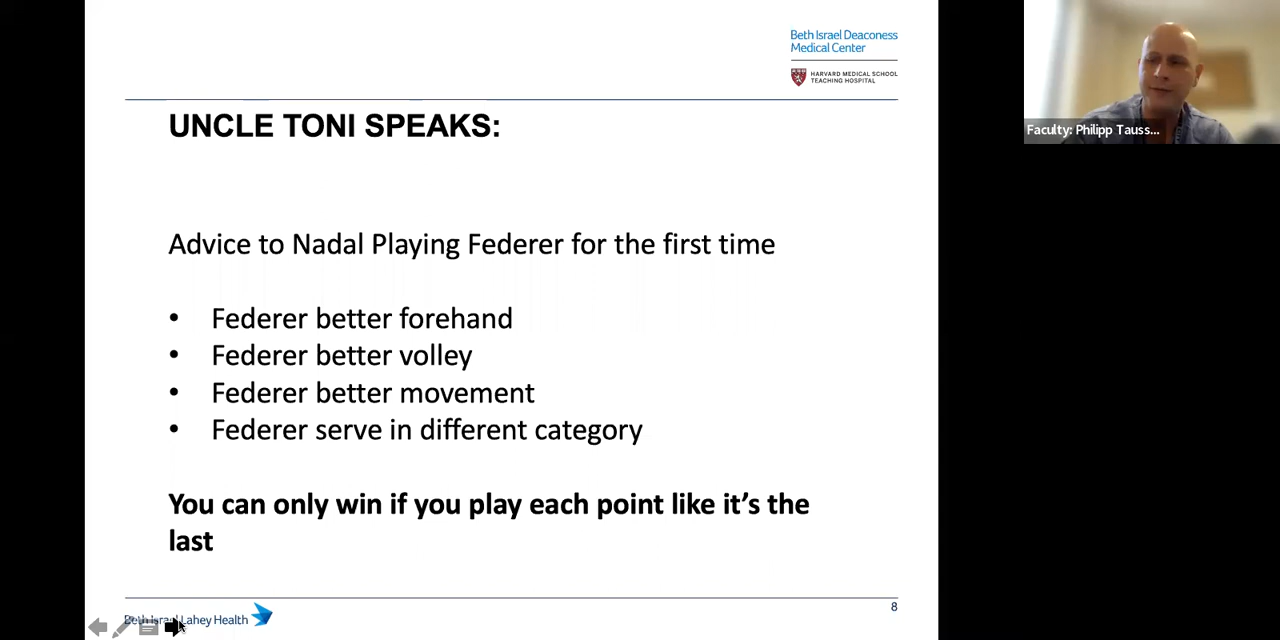 Beth Israel Deaconess
Medical Center
HARVARD MEDICAL SCHOOL
TEACHING HOSPITAL
Faculty: Philipp Tauss...
UNCLE TONI SPEAKS:
Advice to Nadal Playing Federer for the first time
• Federer better forehand
• Federer better volley
• Federer better movement
• Federer serve in different category
You can only win if you play each point like it's the
last
8
Beth Israel Lahey Health